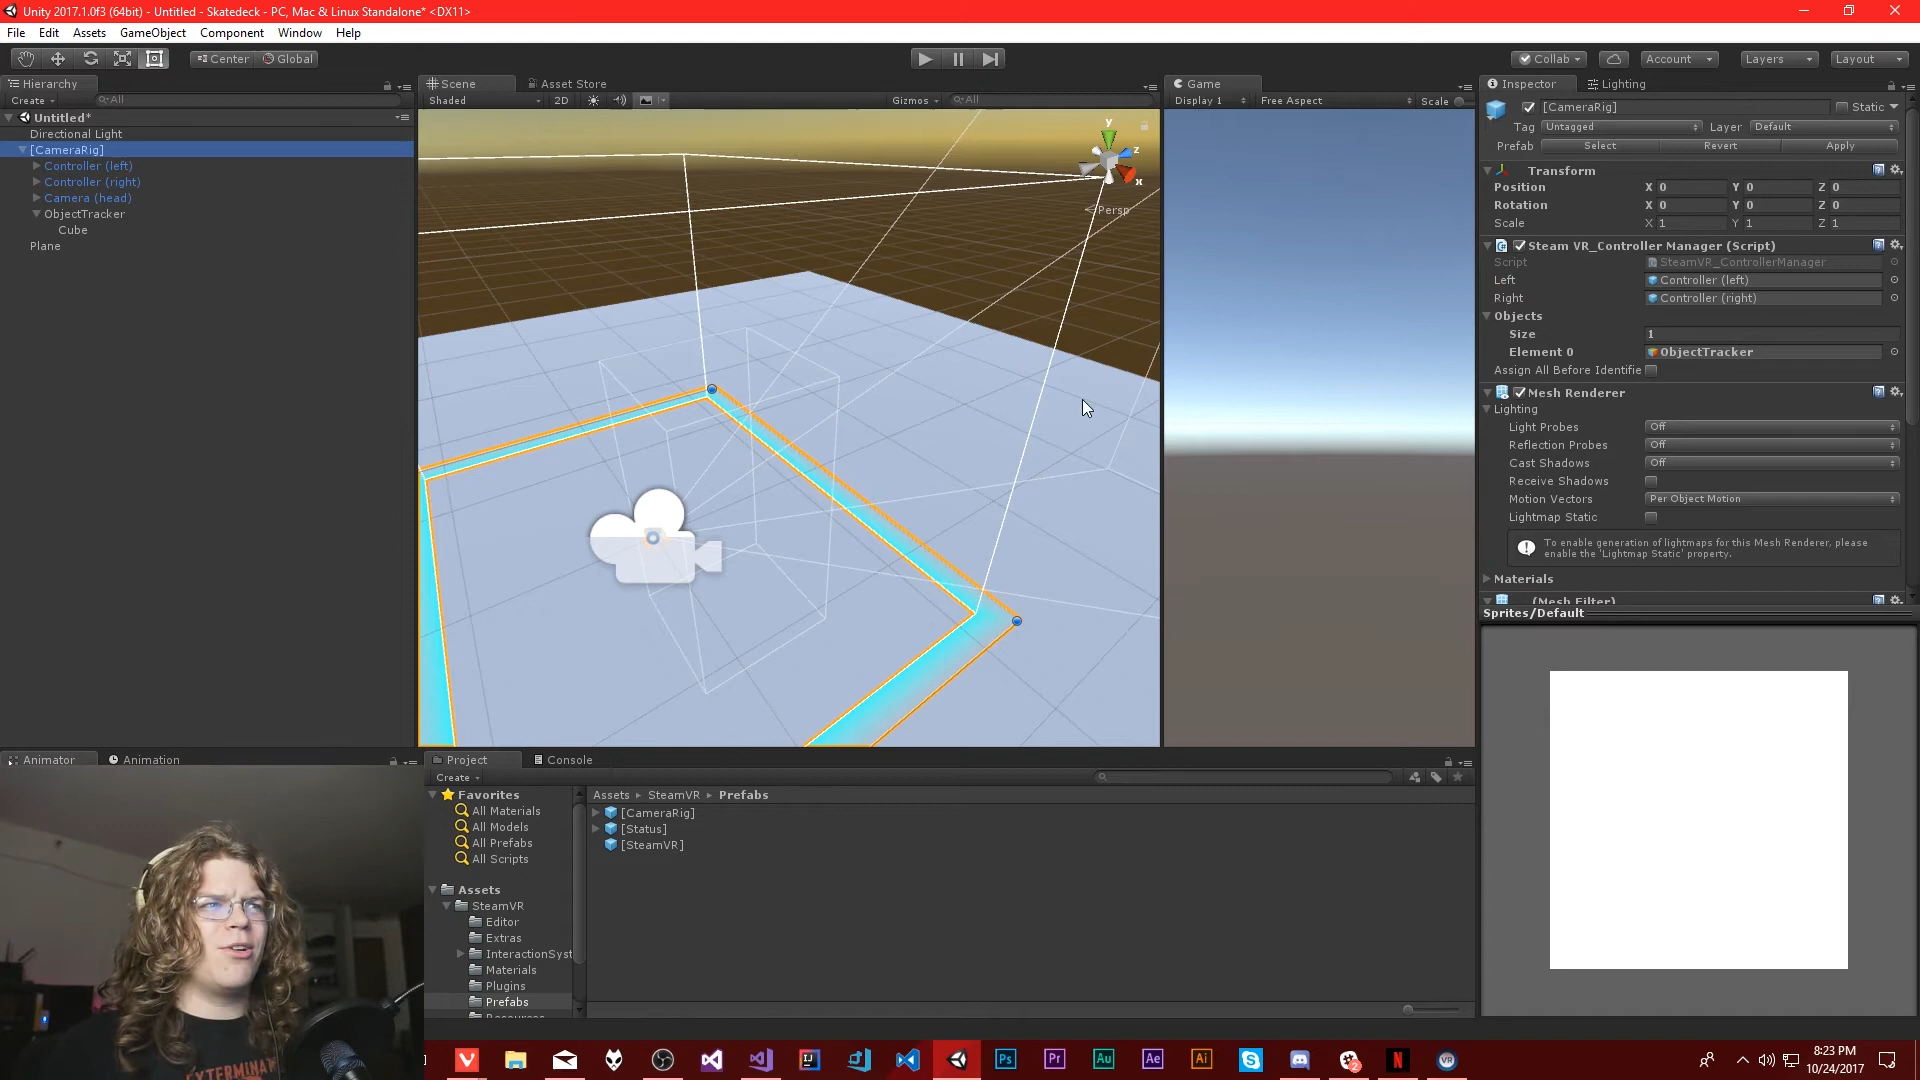 Unity 2017.1.0f3 (64bit) - Untitled - Skatedeck - PC, Mac & Linux Standalone* <DX11>
File Edit Assets GameObject Component Window Help
Center Global Collab Account Layers Layout
Hierarchy
Create All
Untitled*
Directional Light
[CameraRig]
Controller (left)
Controller (right)
Camera (head)
ObjectTracker
Cube
Plane
Scene Asset Store
Shaded 2D Gizmos All
y
z
x
Persp
Game
Display 1 Free Aspect Scale
Inspector Lighting
[CameraRig] Static
Tag Untagged Layer Default
Prefab Select Revert Apply
Transform
Position X 0 Y 0 Z 0
Rotation X 0 Y 0 Z 0
Scale X 1 Y 1 Z 1
Steam VR_Controller Manager (Script)
Script SteamVR_ControllerManager
Left Controller (left)
Right Controller (right)
Objects
Size 1
Element 0 ObjectTracker
Assign All Before Identifie
Mesh Renderer
Lighting
Light Probes Off
Reflection Probes Off
Cast Shadows Off
Receive Shadows
Motion Vectors Per Object Motion
Lightmap Static
To enable generation of lightmaps for this Mesh Renderer, please
enable the 'Lightmap Static' property.
Materials
(Mesh Filter)
Sprites/Default
Animator Animation
Project Console
Create
Favorites
All Materials
All Models
All Prefabs
All Scripts
Assets
SteamVR
Editor
Extras
InteractionSyst
Materials
Plugins
Prefabs
Resources
Assets SteamVR Prefabs
[CameraRig]
[Status]
[SteamVR]
EXTERMINAT
Ps Pr Au Ae Ai
8:23 PM
10/24/2017